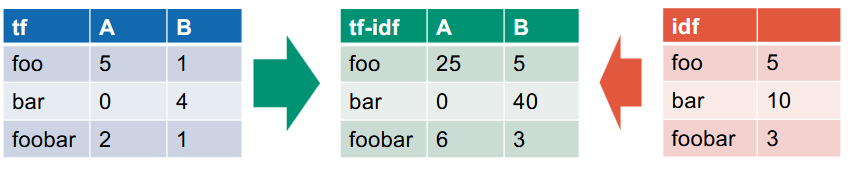 tf A B
foo 5 1
bar 0 4
foobar 2 1
tf-idf A B
foo 25 5
bar 0 40
foobar 6 3
idf
foo 5
bar 10
foobar 3